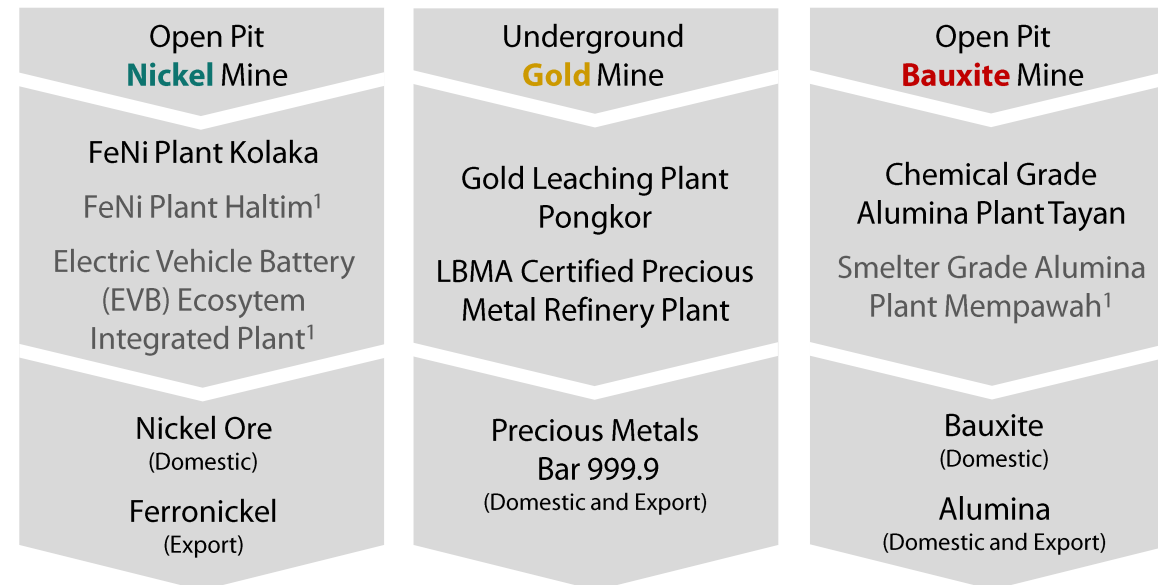 Open Pit
Nickel Mine
FeNi Plant Kolaka
FeNi Plant Haltim¹
Electric Vehicle Battery
(EVB) Ecosytem
Integrated Plant¹
Nickel Ore
(Domestic)
Ferronickel
(Export)
Underground
Gold Mine
Gold Leaching Plant
Pongkor
LBMA Certified Precious
Metal Refinery Plant
Precious Metals
Bar 999.9
(Domestic and Export)
Open Pit
Bauxite Mine
Chemical Grade
Alumina Plant Tayan
Smelter Grade Alumina
Plant Mempawah¹
Bauxite
(Domestic)
Alumina
(Domestic and Export)